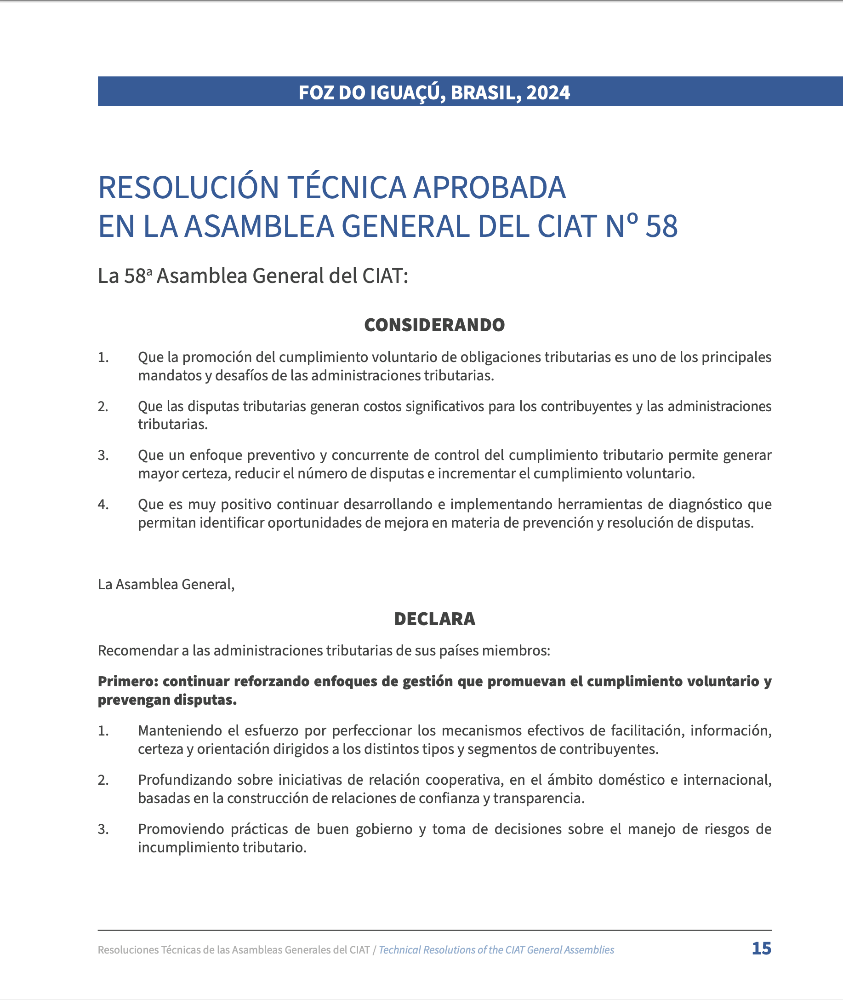 FOZ DO IGUAÇÚ, BRASIL, 2024
RESOLUCIÓN TÉCNICA APROBADA
EN LA ASAMBLEA GENERAL DEL CIAT Nº 58
La 58ª Asamblea General del CIAT:
CONSIDERANDO
1. Que la promoción del cumplimiento voluntario de obligaciones tributarias es uno de los principales
mandatos y desafíos de las administraciones tributarias.
2. Que las disputas tributarias generan costos significativos para los contribuyentes y las administraciones
tributarias.
3. Que un enfoque preventivo y concurrente de control del cumplimiento tributario permite generar
mayor certeza, reducir el número de disputas e incrementar el cumplimiento voluntario.
4. Que es muy positivo continuar desarrollando e implementando herramientas de diagnóstico que
permitan identificar oportunidades de mejora en materia de prevención y resolución de disputas.
La Asamblea General,
DECLARA
Recomendar a las administraciones tributarias de sus países miembros:
Primero: continuar reforzando enfoques de gestión que promuevan el cumplimiento voluntario y
prevengan disputas.
1. Manteniendo el esfuerzo por perfeccionar los mecanismos efectivos de facilitación, información,
certeza y orientación dirigidos a los distintos tipos y segmentos de contribuyentes.
2. Profundizando sobre iniciativas de relación cooperativa, en el ámbito doméstico e internacional,
basadas en la construcción de relaciones de confianza y transparencia.
3. Promoviendo prácticas de buen gobierno y toma de decisiones sobre el manejo de riesgos de
incumplimiento tributario.
Resoluciones Técnicas de las Asambleas Generales del CIAT / Technical Resolutions of the CIAT General Assemblies 15